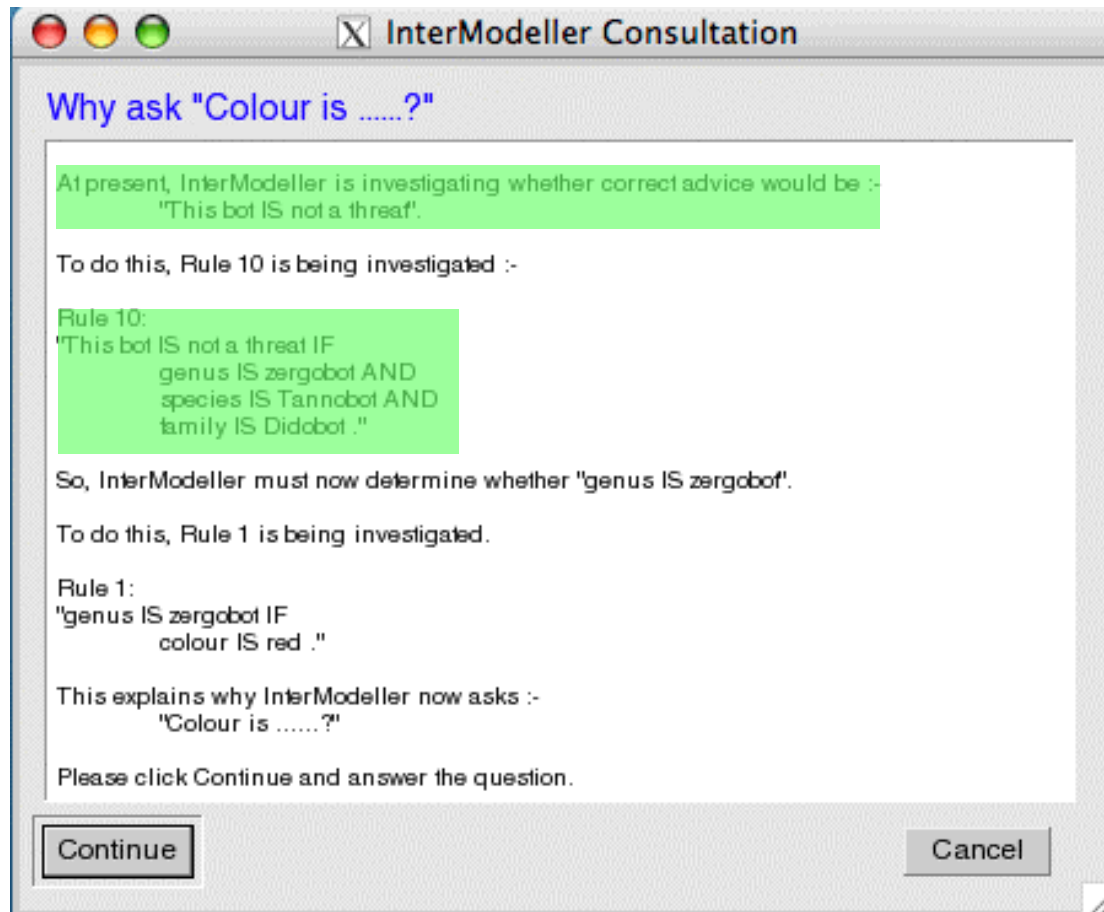 X InterModeller Consultation
Why ask "Colour is ......?"
At present, InterModeller is investigating whether correct advice would be :-
"This bot IS not a threat".
To do this, Rule 10 is being investigated :-
Rule 10:
"This bot IS not a threat IF
genus IS zergobot AND
species IS Tannobot AND
family IS Didobot ."
So, InterModeller must now determine whether "genus IS zergobot".
To do this, Rule 1 is being investigated.
Rule 1:
"genus IS zergobot IF
colour IS red ."
This explains why InterModeller now asks :-
"Colour is ......?"
Please click Continue and answer the question.
Continue
Cancel